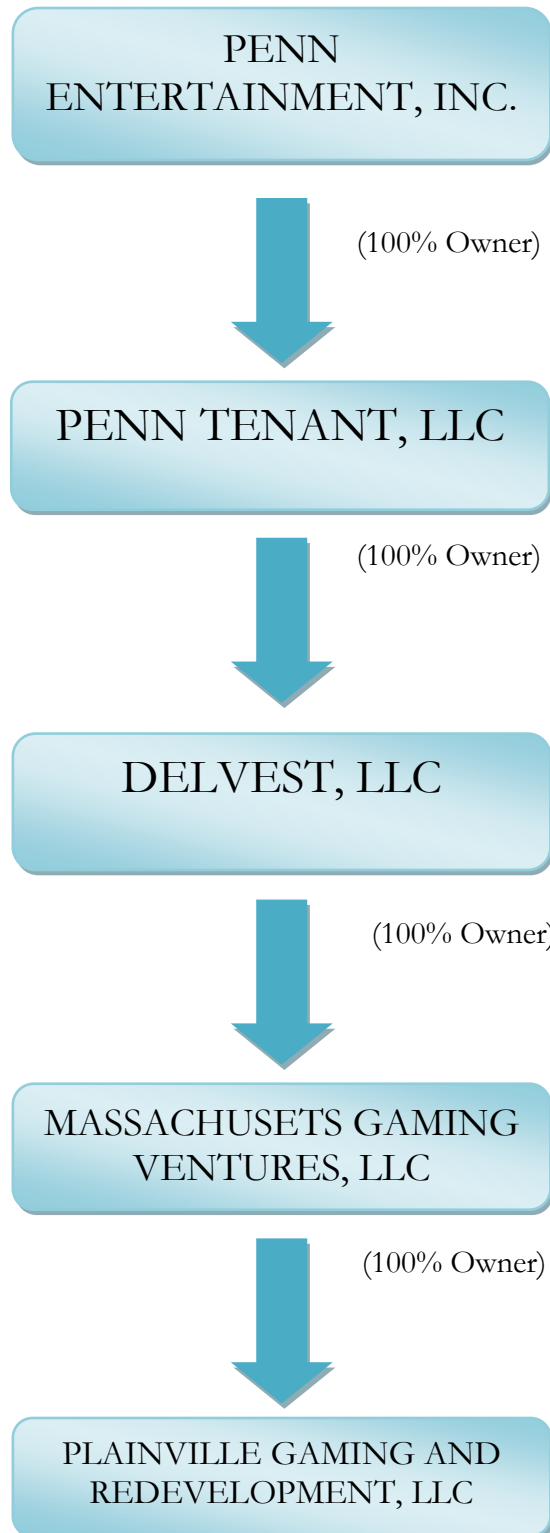 PENN
ENTERTAINMENT, INC.
(100% Owner)
PENN TENANT, LLC
(100% Owner)
DELVEST, LLC
(100% Owner)
MASSACHUSETS GAMING
VENTURES, LLC
(100% Owner)
PLAINVILLE GAMING AND
REDEVELOPMENT, LLC